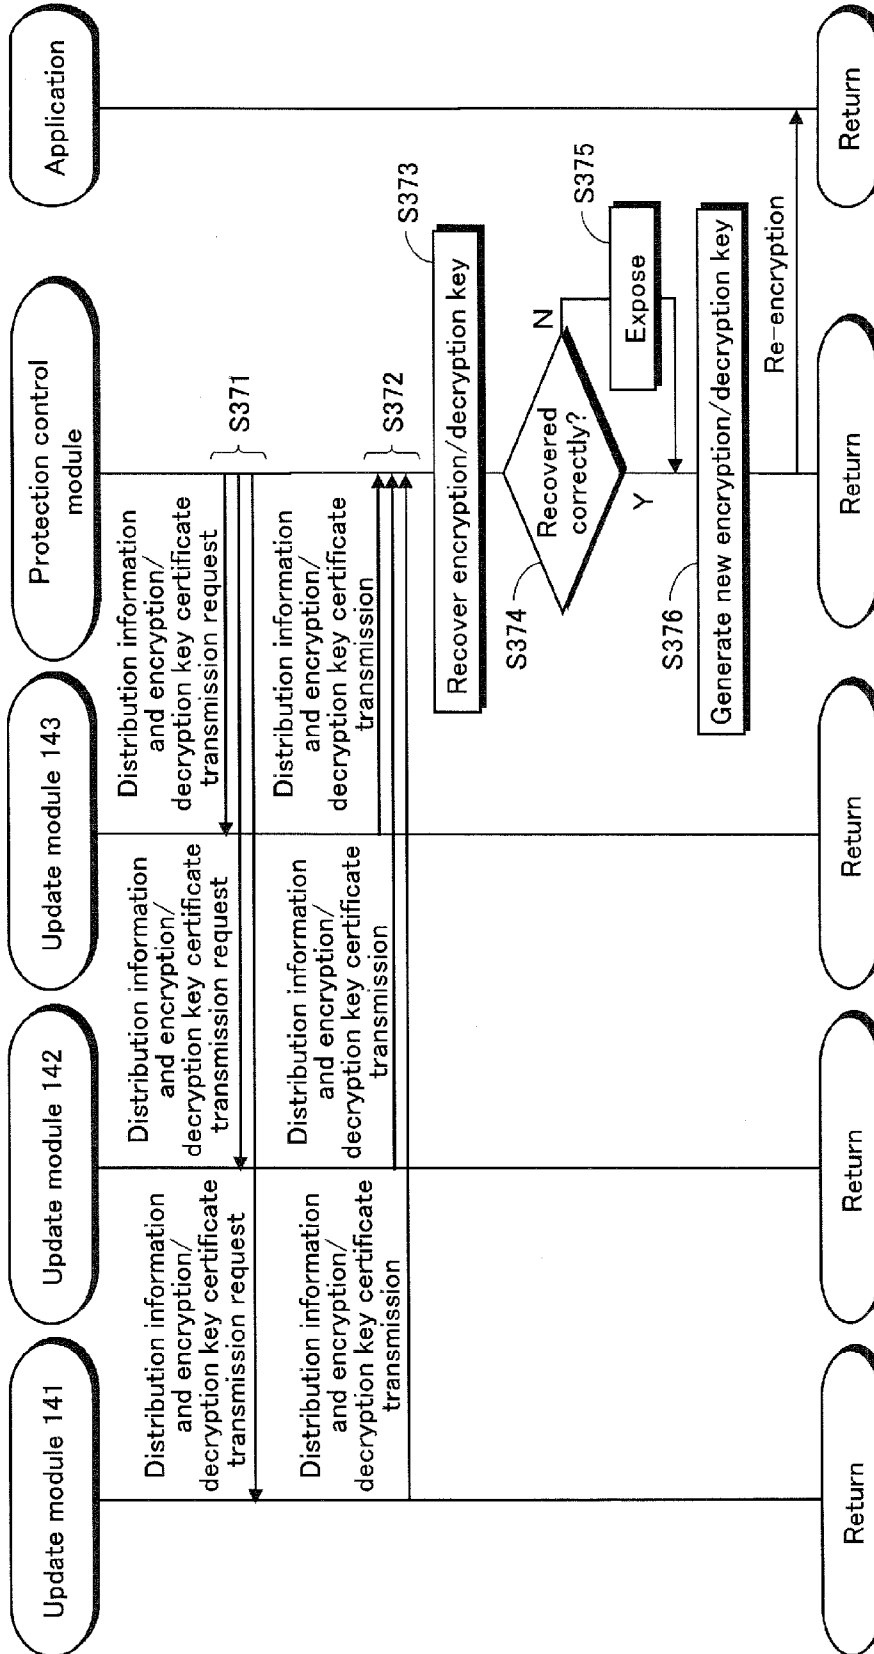 Update module 141
Update module 142
Update module 143
Protection control
module
Application
Distribution information
and encryption/
decryption key certificate
transmission request
Distribution information
and encryption/
decryption key certificate
transmission request
Distribution information
and encryption/
decryption key certificate
transmission request
S371
Distribution information
and encryption/
decryption key certificate
transmission
Distribution information
and encryption/
decryption key certificate
transmission
Distribution information
and encryption/
decryption key certificate
transmission
S372
S373
Recover encryption/decryption key
S374
Recovered
correctly?
N
S375
Expose
Y
S376
Generate new encryption/decryption key
Re-encryption
Return
Return
Return
Return
Return